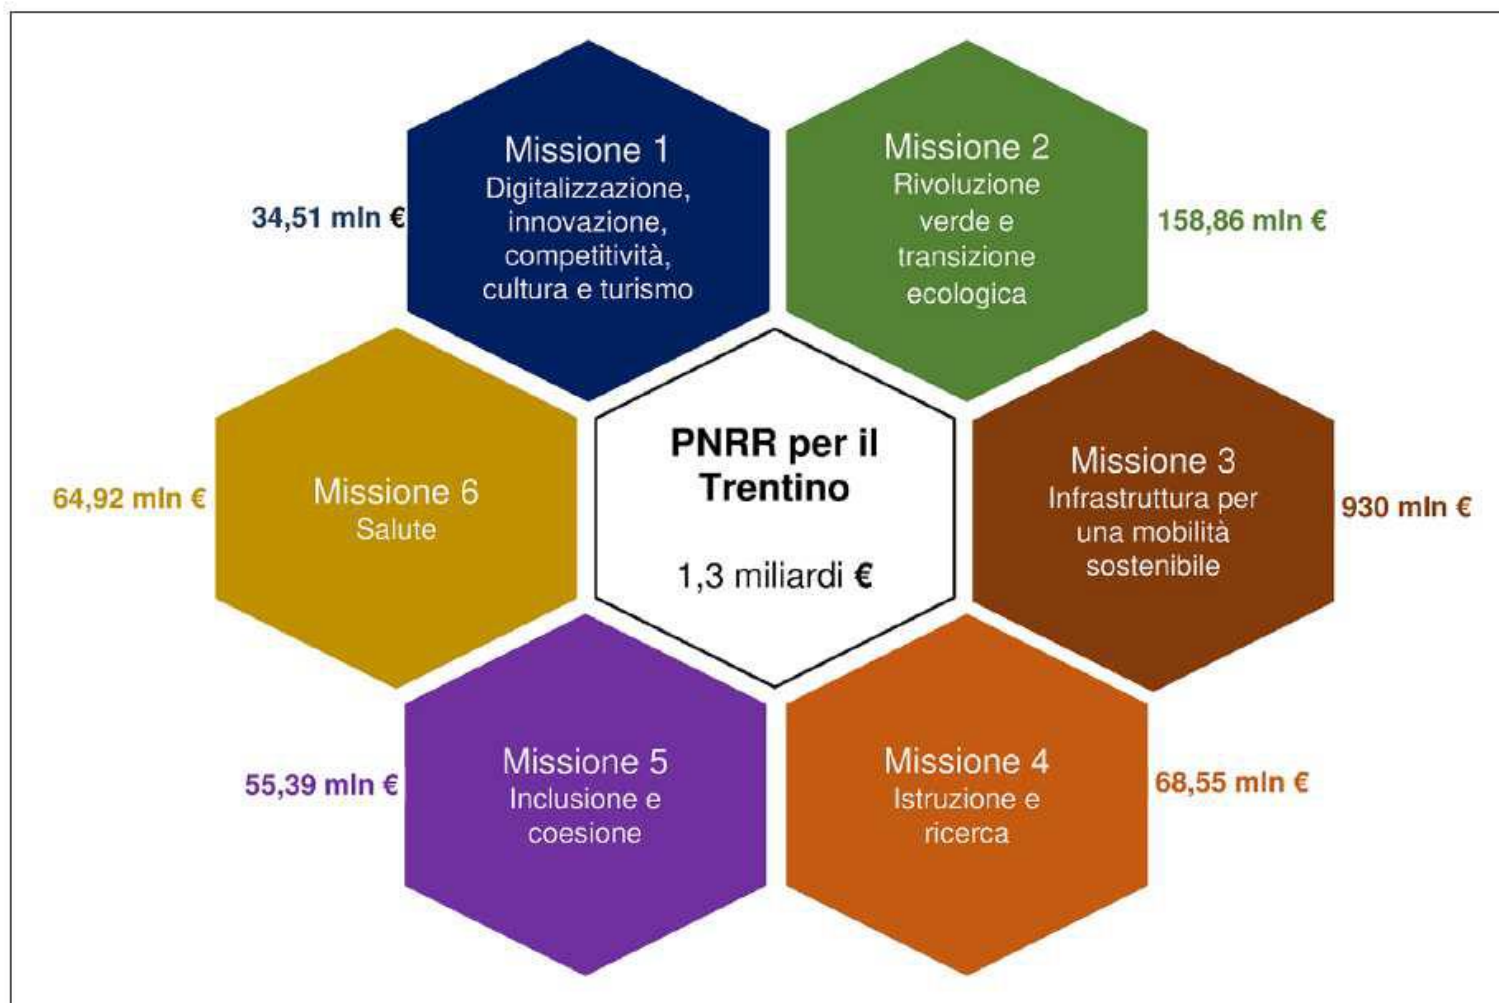 Missione 1
Digitalizzazione,
innovazione,
competitività,
cultura e turismo
34,51 mln €
Missione 2
Rivoluzione
verde e
transizione
ecologica
158,86 mln €
Missione 6
Salute
64,92 mln €
PNRR per il
Trentino
1,3 miliardi €
Missione 3
Infrastruttura per
una mobilità
sostenibile
930 mln €
Missione 5
Inclusione e
coesione
55,39 mln €
Missione 4
Istruzione e
ricerca
68,55 mln €